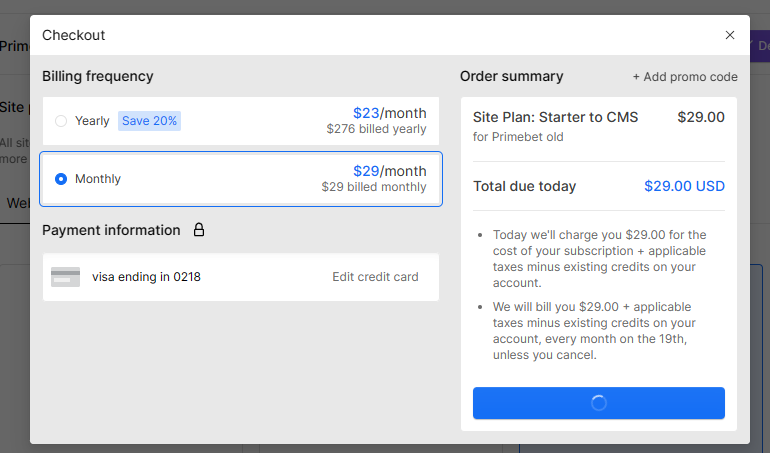 Checkout
Billing frequency
Yearly Save 20%
$23/month
$276 billed yearly
Monthly
$29/month
$29 billed monthly
Payment information
visa ending in 0218
Edit credit card
Order summary
+ Add promo code
Site Plan: Starter to CMS $29.00
for Primebet old
Total due today $29.00 USD
• Today we'll charge you $29.00 for the
cost of your subscription + applicable
taxes minus existing credits on your
account.
• We will bill you $29.00 + applicable
taxes minus existing credits on your
account, every month on the 19th,
unless you cancel.
Site
All
more